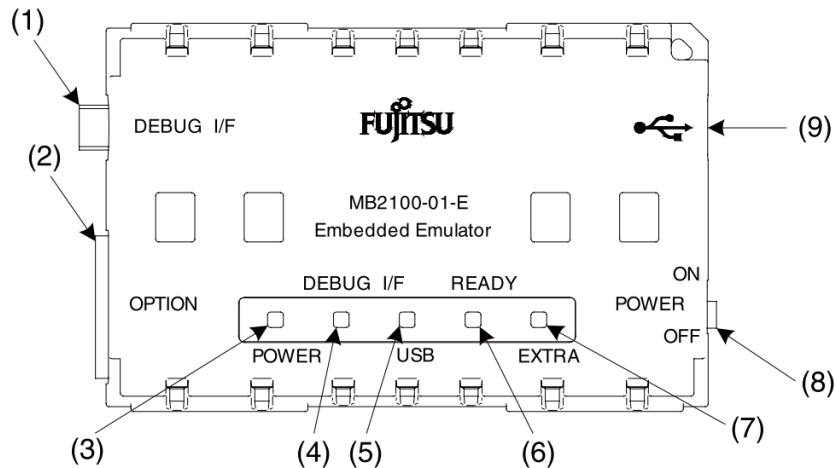 (1)
DEBUG I/F
FUJITSU
(9)
(2)
MB2100-01-E
Embedded Emulator
DEBUG I/F READY
ON
OPTION
POWER
OFF
POWER USB EXTRA
(8)
(3) (4) (5) (6) (7)